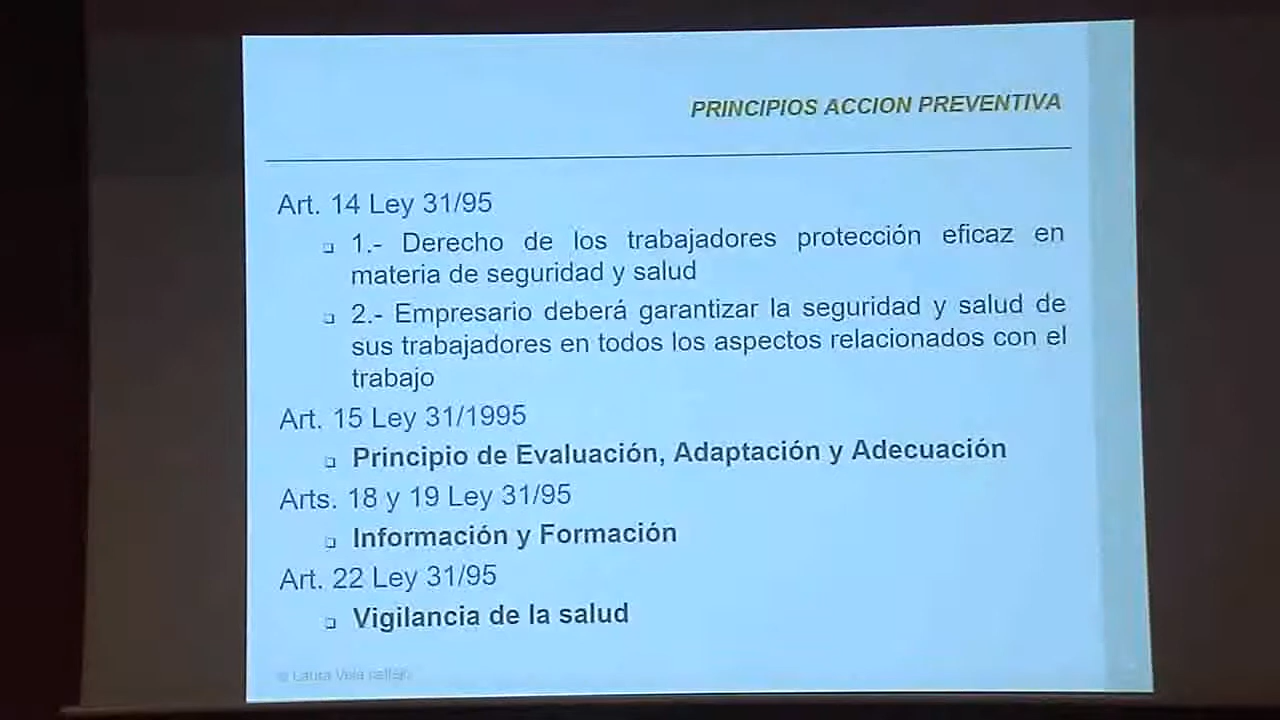 PRINCIPIOS ACCION PREVENTIVA
Art. 14 Ley 31/95
❑ 1.- Derecho de los trabajadores protección eficaz en
materia de seguridad y salud
❑ 2.- Empresario deberá garantizar la seguridad y salud de
sus trabajadores en todos los aspectos relacionados con el
trabajo
Art. 15 Ley 31/1995
❑ Principio de Evaluación, Adaptación y Adecuación
Arts. 18 y 19 Ley 31/95
❑ Información y Formación
Art. 22 Ley 31/95
❑ Vigilancia de la salud
© Laura